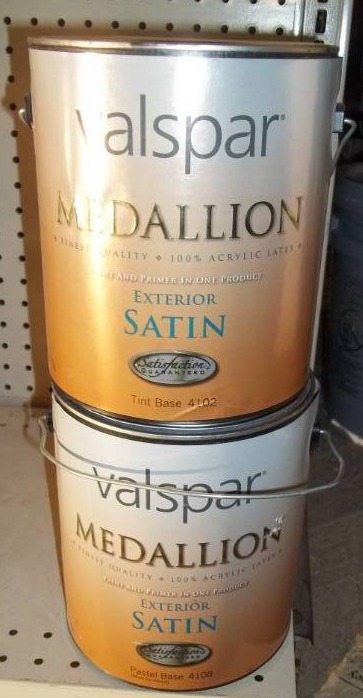 valspar
MEDALLION
FINEST QUALITY ❖ 100% ACRYLIC LATEX
PAINT AND PRIMER IN ONE PRODUCT
EXTERIOR
SATIN
Satisfaction
GUARANTEED
Tint Base 4102
valspar
MEDALLION
FINEST QUALITY ❖ 100% ACRYLIC LATEX
PAINT AND PRIMER IN ONE PRODUCT
EXTERIOR
SATIN
Satisfaction
GUARANTEED
Pastel Base 4108